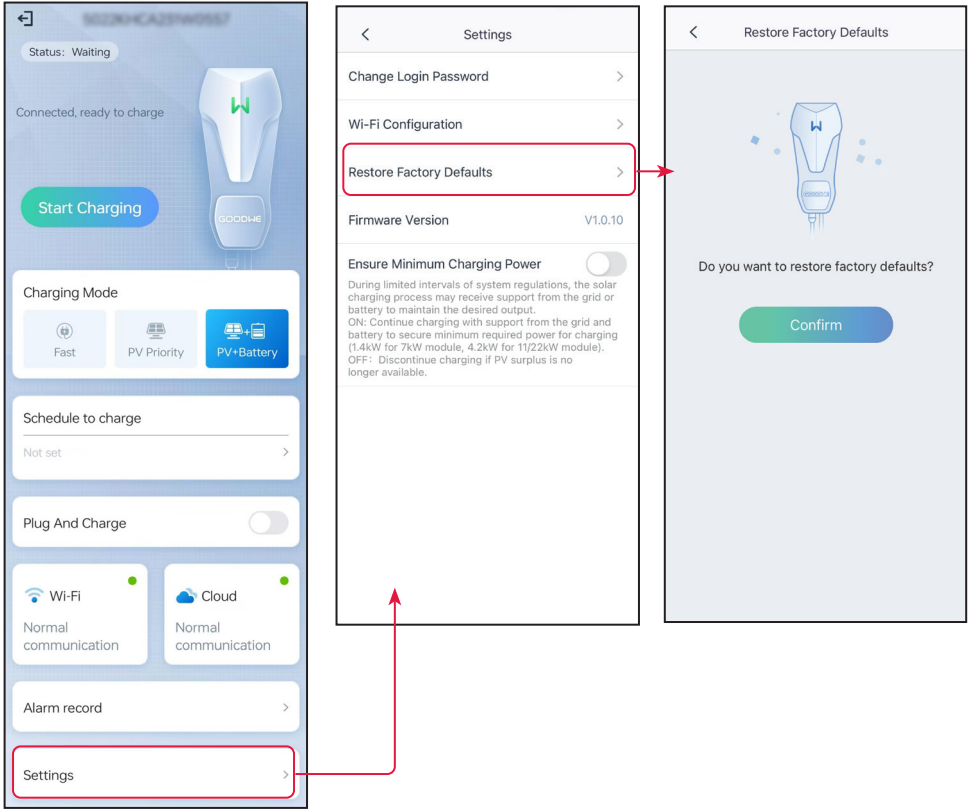 Status: Waiting
Connected, ready to charge
Start Charging
GOODWE
Charging Mode
Fast
PV Priority
PV+Battery
Schedule to charge
Not set
Plug And Charge
Wi-Fi
Normal
communication
Cloud
Normal
communication
Alarm record
Settings
Settings
Change Login Password
Wi-Fi Configuration
Restore Factory Defaults
Firmware Version V1.0.10
Ensure Minimum Charging Power
During limited intervals of system regulations, the solar
charging process may receive support from the grid or
battery to maintain the desired output.
ON: Continue charging with support from the grid and
battery to secure minimum required power for charging
(1.4kW for 7kW module, 4.2kW for 11/22kW module).
OFF: Discontinue charging if PV surplus is no
longer available.
Restore Factory Defaults
Do you want to restore factory defaults?
Confirm